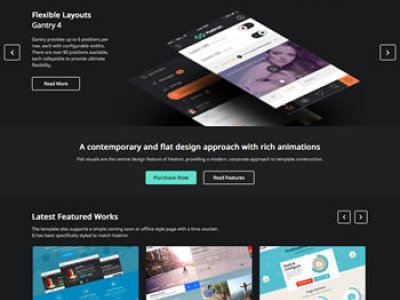 Flexible Layouts
Gantry 4
Gantry provides up to 6 positions per
row, each with configurable widths.
There are over 80 positions available,
each collapsible to provide ultimate
flexibility.
Read More
Hadron
A contemporary and flat design approach with rich animations
Flat visuals are the central design feature of Hadron, providing a modern, corporate approach to template construction.
Purchase Now
Read Features
Latest Featured Works
The template also supports a simple coming soon or offline style page with a time counter.
It has been specifically styled to match Hadron.